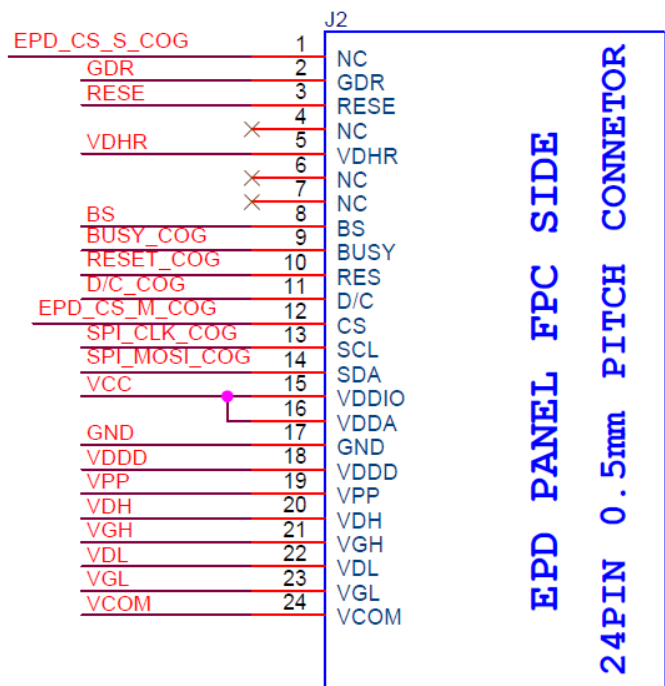 J2
EPD_CS_S_COG 1 NC
GDR 2 GDR
RESE 3 RESE
4 NC
VDHR 5 VDHR
6 NC
7 NC
BS 8 BS
BUSY_COG 9 BUSY
RESET_COG 10 RES
D/C_COG 11 D/C
EPD_CS_M_COG 12 CS
SPI_CLK_COG 13 SCL
SPI_MOSI_COG 14 SDA
VCC 15 VDDIO
16 VDDA
GND 17 GND
VDDD 18 VDDD
VPP 19 VPP
VDH 20 VDH
VGH 21 VGH
VDL 22 VDL
VGL 23 VGL
VCOM 24 VCOM
EPD PANEL FPC SIDE
24PIN 0.5mm PITCH CONNETOR